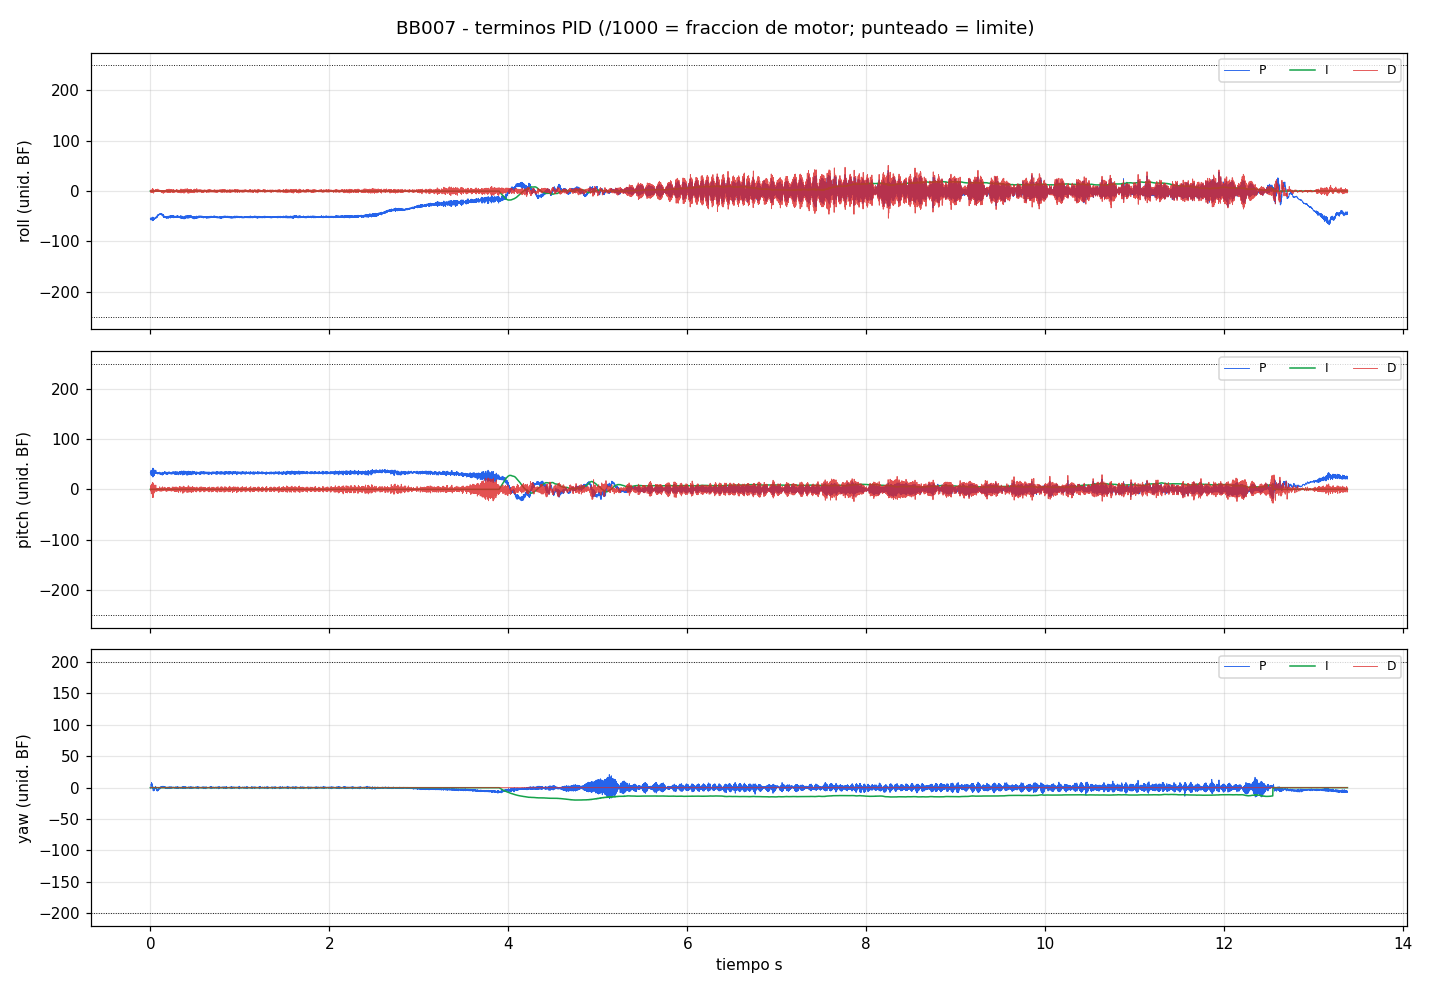 BB007 - terminos PID (/1000 = fraccion de motor; punteado = limite)
P I D
200
100
0
−100
−200
roll (unid. BF)
P I D
200
100
0
−100
−200
pitch (unid. BF)
P I D
200
150
100
50
0
−50
−100
−150
−200
yaw (unid. BF)
0 2 4 6 8 10 12 14
tiempo s